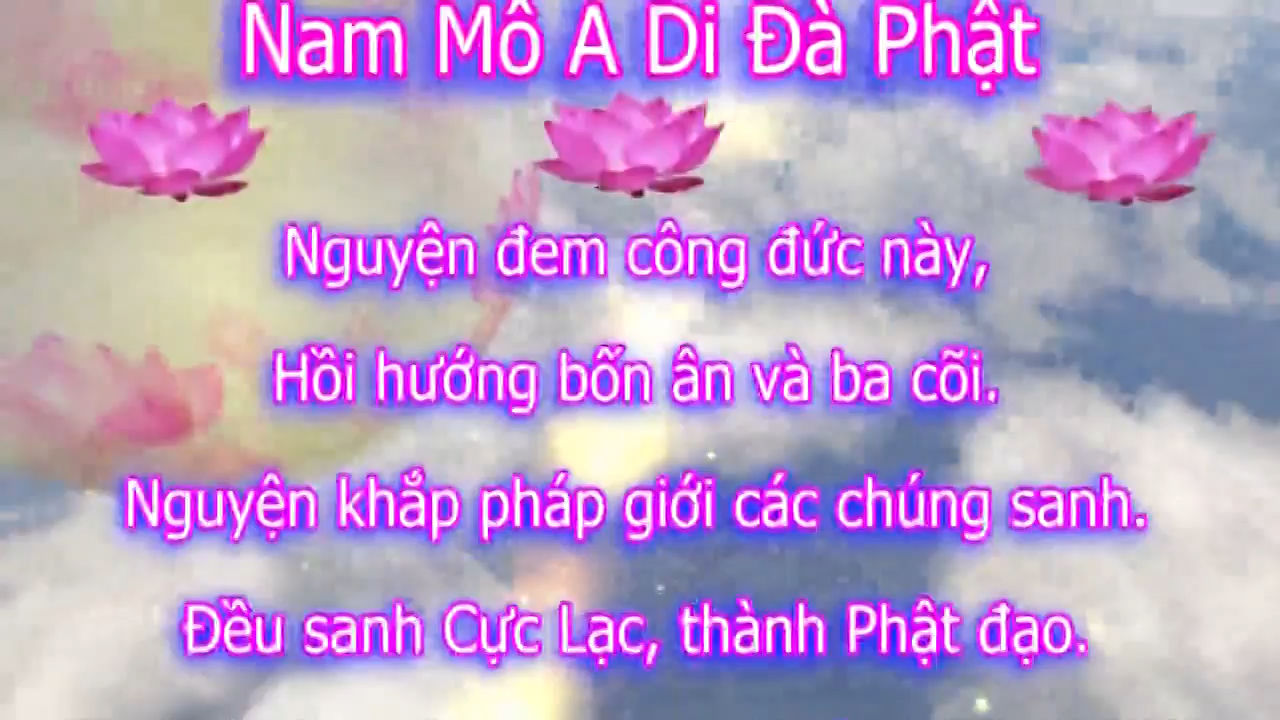 Nam Mô A Di Đà Phật
Nguyện đem công đức này,
Hồi hướng bốn ân và ba cõi.
Nguyện khắp pháp giới các chúng sanh.
Đều sanh Cực Lạc, thành Phật đạo.